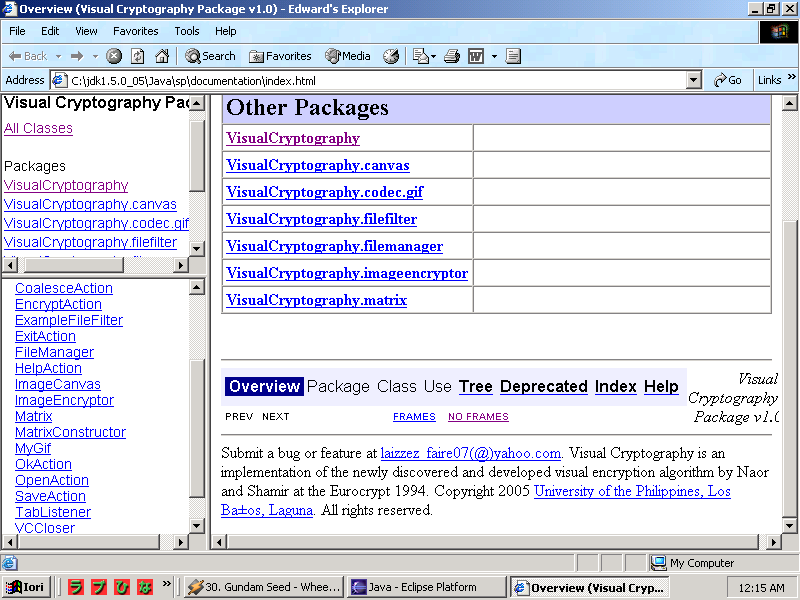 Overview (Visual Cryptography Package v1.0) - Edward's Explorer
File Edit View Favorites Tools Help
Back Search Favorites Media
Address C:\jdk1.5.0_05\Java\sp\documentation\index.html Go Links »
Visual Cryptography Pac
All Classes
Packages
VisualCryptography
VisualCryptography.canvas
VisualCryptography.codec.gif
VisualCryptography.filefilter
CoalesceAction
EncryptAction
ExampleFileFilter
ExitAction
FileManager
HelpAction
ImageCanvas
ImageEncryptor
Matrix
MatrixConstructor
MyGif
OkAction
OpenAction
SaveAction
TabListener
VCCloser
Other Packages
VisualCryptography
VisualCryptography.canvas
VisualCryptography.codec.gif
VisualCryptography.filefilter
VisualCryptography.filemanager
VisualCryptography.imageencryptor
VisualCryptography.matrix
Overview Package Class Use Tree Deprecated Index Help
Visual
Cryptography
Package v1.0
PREV NEXT FRAMES NO FRAMES
Submit a bug or feature at laizzez_faire07(@)yahoo.com. Visual Cryptography is an
implementation of the newly discovered and developed visual encryption algorithm by Naor
and Shamir at the Eurocrypt 1994. Copyright 2005 University of the Philippines, Los
Ba±os, Laguna. All rights reserved.
My Computer
Iori ラ ブ ひ な » 30. Gundam Seed - Whee... Java - Eclipse Platform Overview (Visual Cryp... 12:15 AM